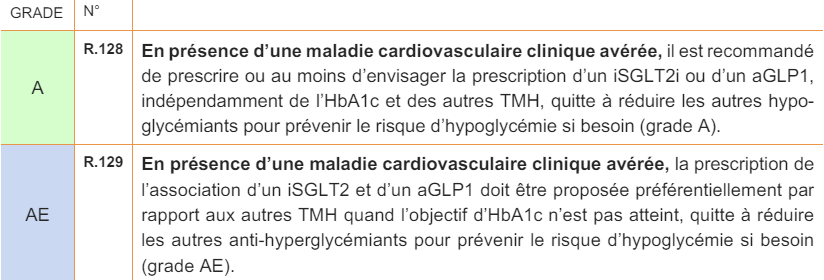 GRADE N°
A
R.128 En présence d’une maladie cardiovasculaire clinique avérée, il est recommandé
de prescrire ou au moins d’envisager la prescription d’un iSGLT2i ou d’un aGLP1,
indépendamment de l’HbA1c et des autres TMH, quitte à réduire les autres hypo-
glycémiants pour prévenir le risque d’hypoglycémie si besoin (grade A).
AE
R.129 En présence d’une maladie cardiovasculaire clinique avérée, la prescription de
l’association d’un iSGLT2 et d’un aGLP1 doit être proposée préférentiellement par
rapport aux autres TMH quand l’objectif d’HbA1c n’est pas atteint, quitte à réduire
les autres anti-hyperglycémiants pour prévenir le risque d’hypoglycémie si besoin
(grade AE).